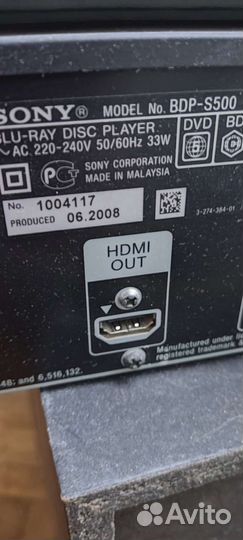 SONY® MODEL No. BDP-S500
BLU-RAY DISC PLAYER
AC 220-240V 50/60Hz 33W
DVD
BD
SONY CORPORATION
MADE IN MALAYSIA
No. 1004117
PRODUCED 06.2008
3-274-384-01
HDMI
OUT
Manufactured under
registered trademark
and 6,516,132.
Avito